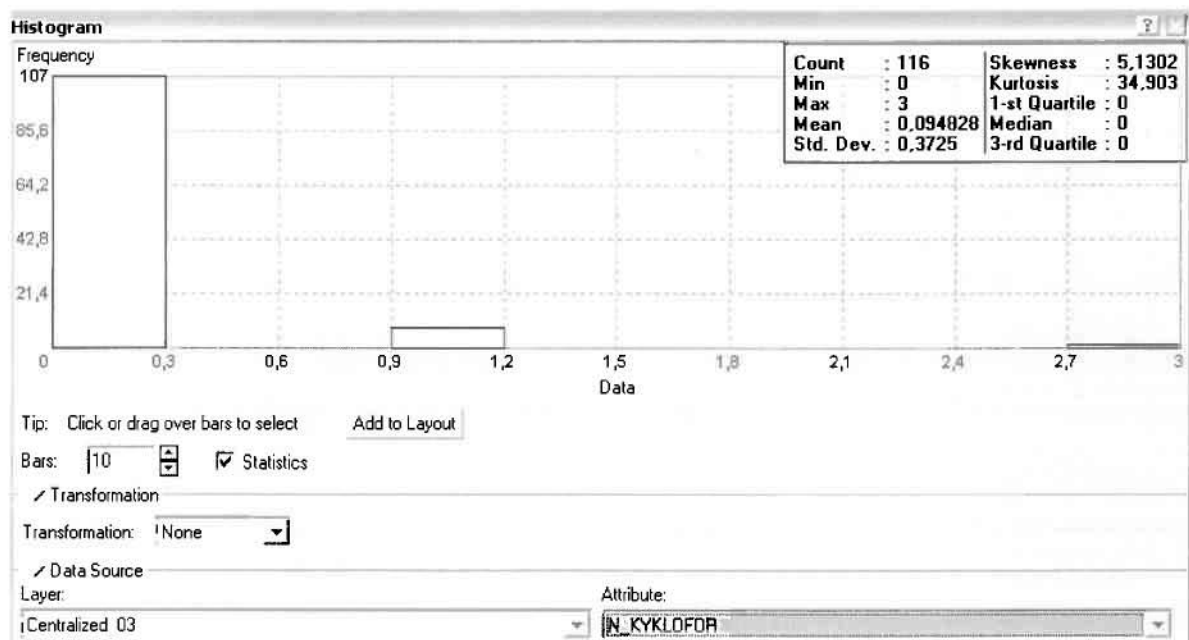 Histogram
Frequency
107
85,6
64,2
42,8
21,4
0
0,3
0,6
0,9
1,2
1,5
1,8
2,1
2,4
2,7
3
Data
Count : 116
Min : 0
Max : 3
Mean : 0,094828
Std. Dev. : 0,3725
Skewness : 5,1302
Kurtosis : 34,903
1-st Quartile : 0
Median : 0
3-rd Quartile : 0
Tip: Click or drag over bars to select
Add to Layout
Bars: 10
Statistics
Transformation
Transformation: None
Data Source
Layer:
Centralized 03
Attribute:
N_KYKLOFOR